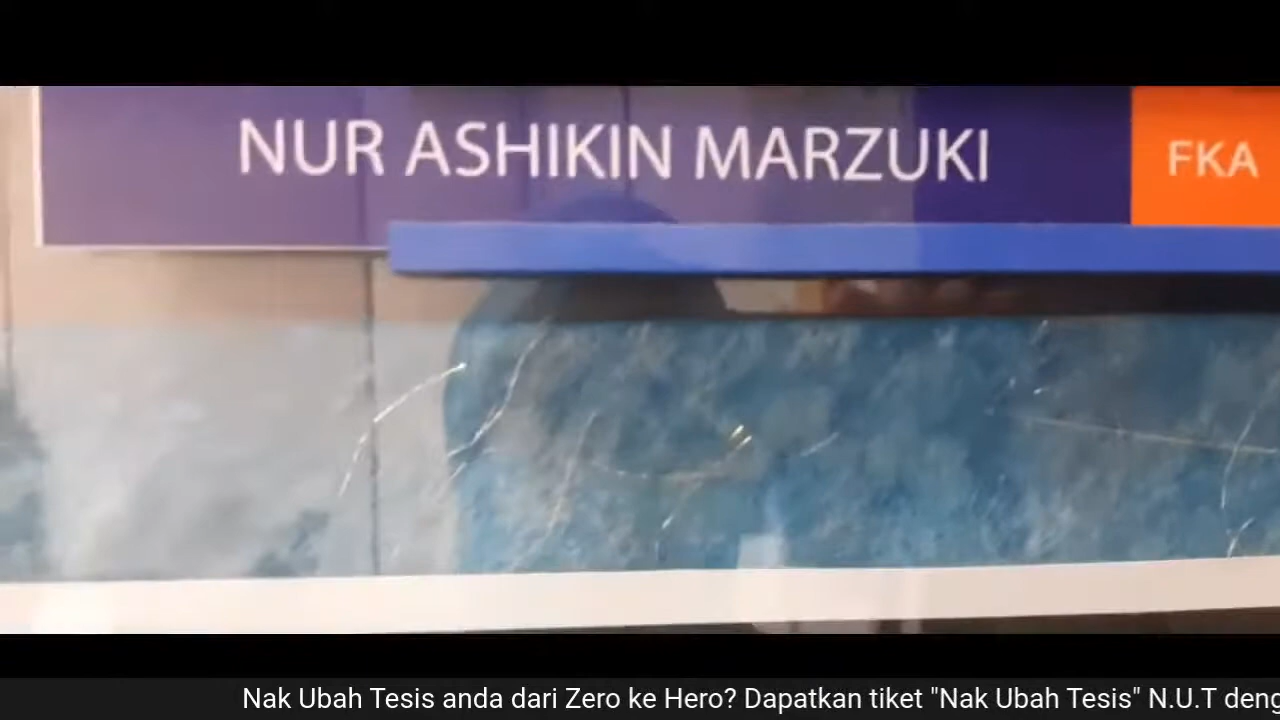 NUR ASHIKIN MARZUKI
FKA
Nak Ubah Tesis anda dari Zero ke Hero? Dapatkan tiket "Nak Ubah Tesis" N.U.T deng